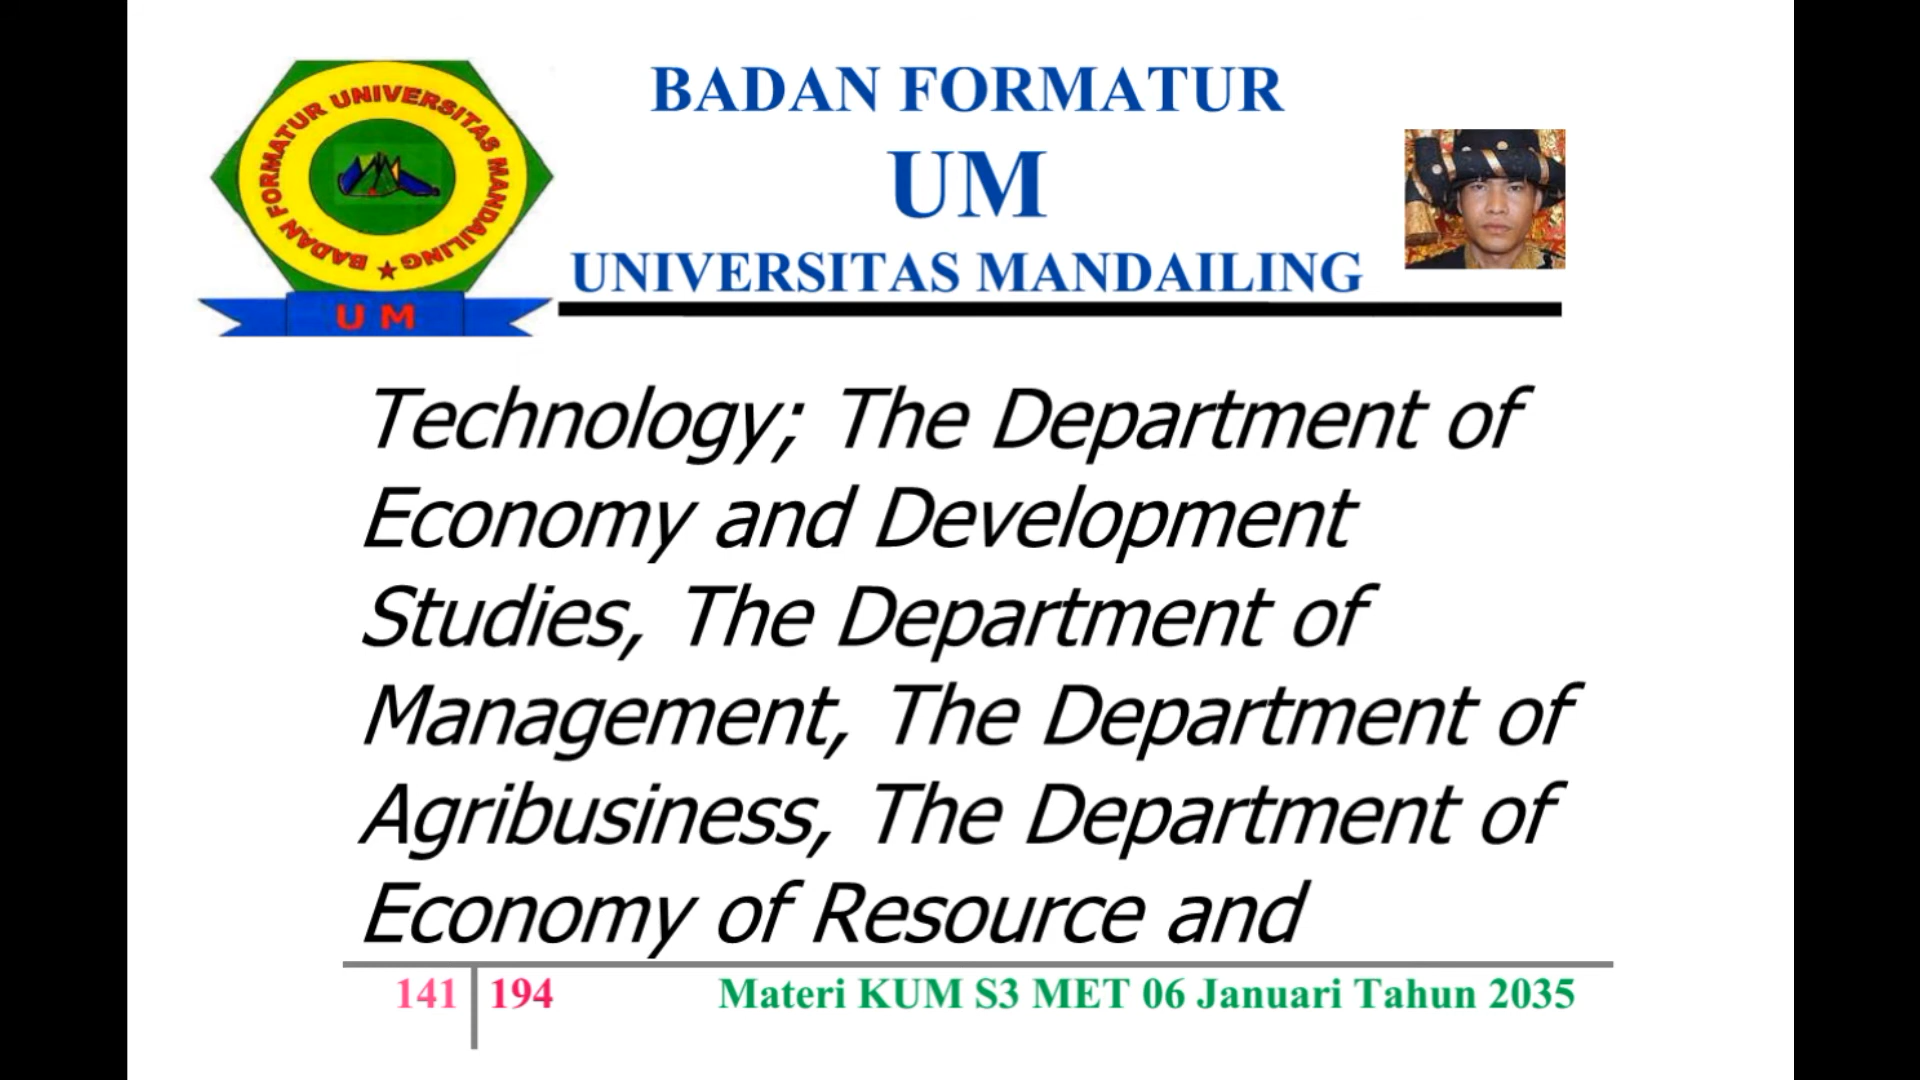 BADAN FORMATUR UNIVERSITAS MANDAILING
U M
BADAN FORMATUR
UM
UNIVERSITAS MANDAILING
Technology; The Department of
Economy and Development
Studies, The Department of
Management, The Department of
Agribusiness, The Department of
Economy of Resource and
141 194 Materi KUM S3 MET 06 Januari Tahun 2035